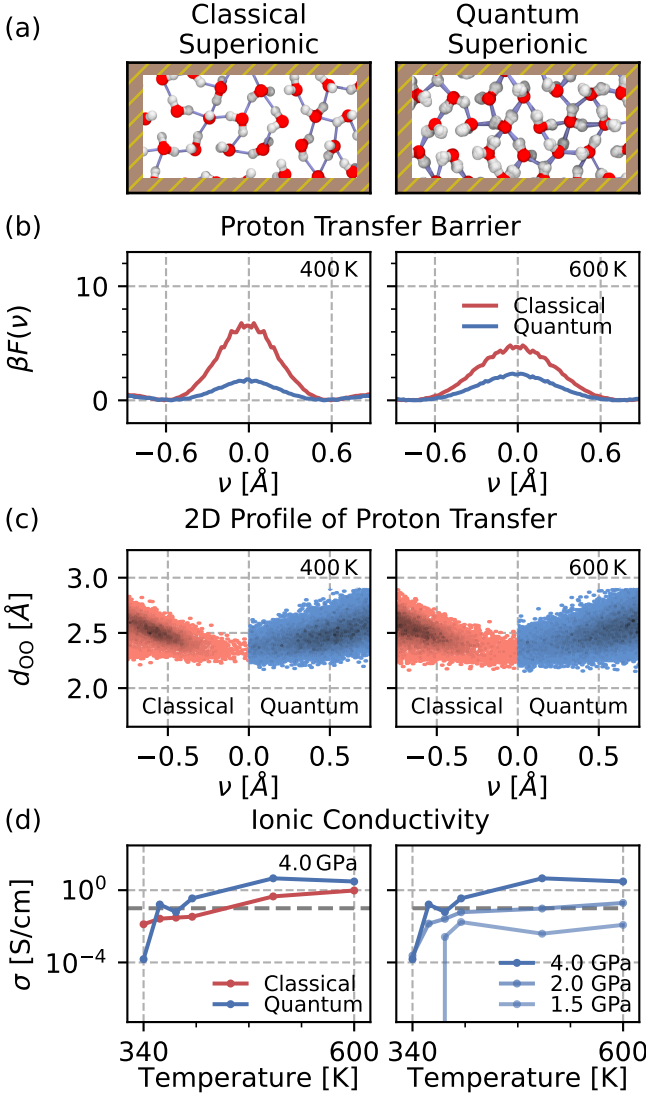 (a)
Classical
Superionic
Quantum
Superionic
(b)
Proton Transfer Barrier
400 K
600 K
Classical
Quantum
10
0
βF(ν)
−0.6
0.0
0.6
−0.6
0.0
0.6
ν [Å]
ν [Å]
(c)
2D Profile of Proton Transfer
400 K
600 K
3.0
2.5
2.0
dOO [Å]
Classical
Quantum
Classical
Quantum
−0.5
0.0
0.5
−0.5
0.0
0.5
ν [Å]
ν [Å]
(d)
Ionic Conductivity
4.0 GPa
10⁰
10⁻⁴
σ [S/cm]
Classical
Quantum
4.0 GPa
2.0 GPa
1.5 GPa
340
600
340
600
Temperature [K]
Temperature [K]